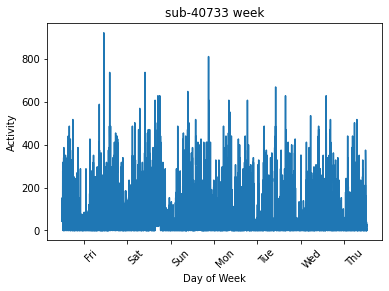 sub-40733 week
Activity
800
600
400
200
0
Fri
Sat
Sun
Mon
Tue
Wed
Thu
Day of Week